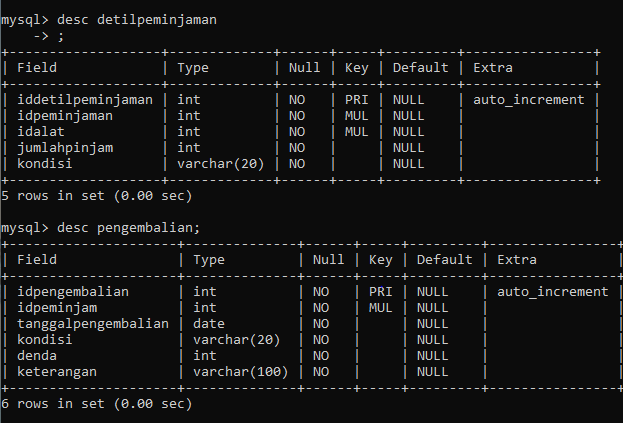 mysql> desc detilpeminjaman
    -> ;
+------------------+-------------+------+-----+---------+----------------+
| Field            | Type        | Null | Key | Default | Extra          |
+------------------+-------------+------+-----+---------+----------------+
| iddetilpeminjaman | int         | NO   | PRI | NULL    | auto_increment |
| idpeminjaman     | int         | NO   | MUL | NULL    |                |
| idalat           | int         | NO   | MUL | NULL    |                |
| jumlahpinjam     | int         | NO   |     | NULL    |                |
| kondisi          | varchar(20) | NO   |     | NULL    |                |
+------------------+-------------+------+-----+---------+----------------+
5 rows in set (0.00 sec)
mysql> desc pengembalian;
+---------------------+--------------+------+-----+---------+----------------+
| Field               | Type         | Null | Key | Default | Extra          |
+---------------------+--------------+------+-----+---------+----------------+
| idpengembalian      | int          | NO   | PRI | NULL    | auto_increment |
| idpeminjam          | int          | NO   | MUL | NULL    |                |
| tanggalpengembalian | date         | NO   |     | NULL    |                |
| kondisi             | varchar(20)  | NO   |     | NULL    |                |
| denda               | int          | NO   |     | NULL    |                |
| keterangan          | varchar(100) | NO   |     | NULL    |                |
+---------------------+--------------+------+-----+---------+----------------+
6 rows in set (0.00 sec)